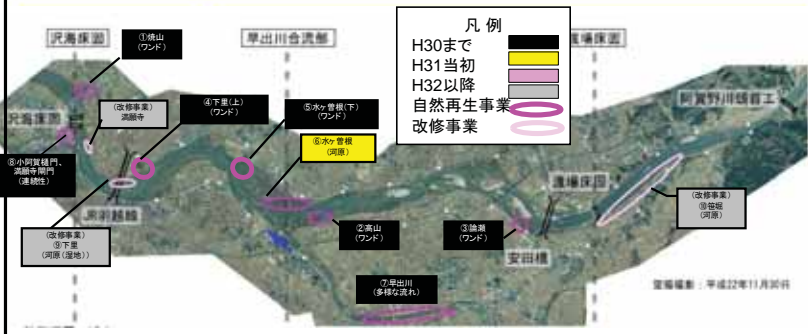 沢海床固
早出川合流部
渡場床固
凡例
H30まで
H31当初
H32以降
自然再生事業
改修事業
①焼山
(ワンド)
(改修事業)
満願寺
④下里(上)
(ワンド)
⑤水ヶ曽根(下)
(ワンド)
⑥水ヶ曽根
(河原)
阿賀野川頭首工
沢海床固
⑧小阿賀樋門、
満願寺閘門
(連続性)
JR羽越線
(改修事業)
⑨下里
(河原(湿地))
②高山
(ワンド)
③論瀬
(ワンド)
渡場床固
安田橋
(改修事業)
⑩笹堀
(河原)
⑦早出川
(多様な流れ)
空撮撮影：平成22年11月30日